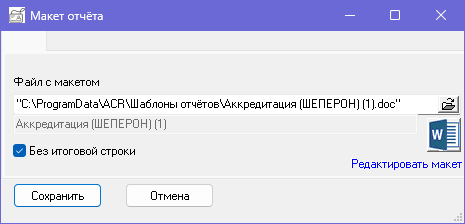 Макет отчёта
Файл с макетом
"C:\ProgramData\ACR\Шаблоны отчётов\Аккредитация (ШЕПЕРОН) (1).doc"
Аккредитация (ШЕПЕРОН) (1)
Без итоговой строки
Редактировать макет
Сохранить
Отмена